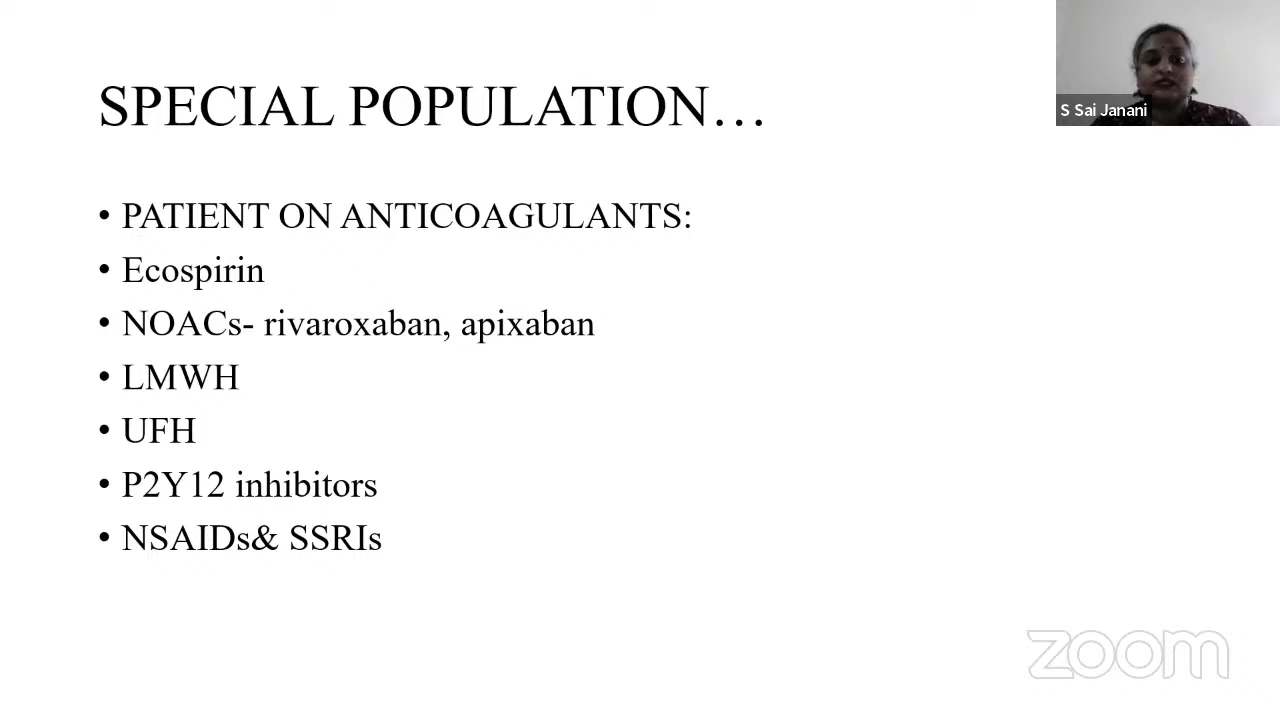 SPECIAL POPULATION…
S Sai Janani
• PATIENT ON ANTICOAGULANTS:
• Ecospirin
• NOACs- rivaroxaban, apixaban
• LMWH
• UFH
• P2Y12 inhibitors
• NSAIDs& SSRIs
zoom